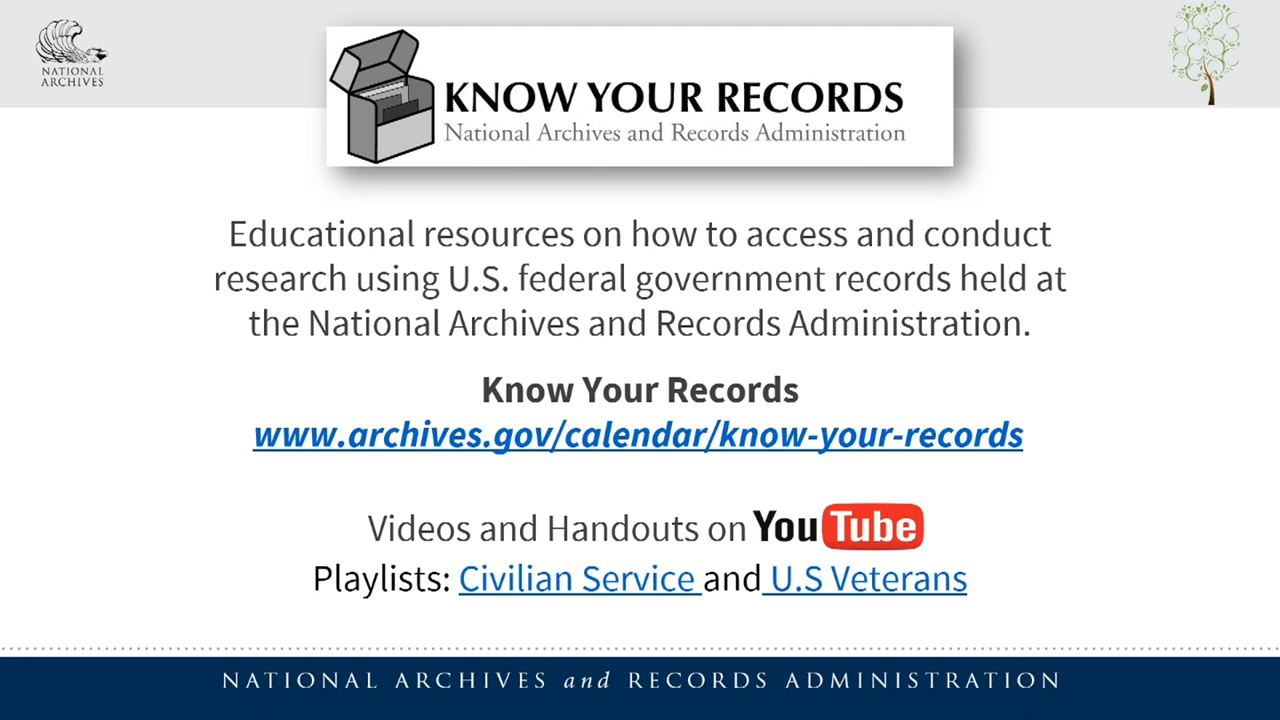 NATIONAL
ARCHIVES
KNOW YOUR RECORDS
National Archives and Records Administration
Educational resources on how to access and conduct
research using U.S. federal government records held at
the National Archives and Records Administration.
Know Your Records
www.archives.gov/calendar/know-your-records
Videos and Handouts on YouTube
Playlists: Civilian Service and U.S Veterans
NATIONAL ARCHIVES and RECORDS ADMINISTRATION